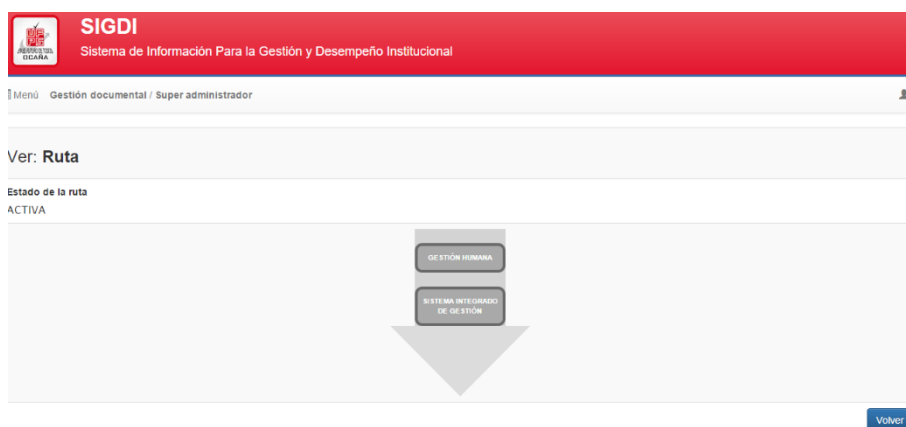 SIGDI
Sistema de Información Para la Gestión y Desempeño Institucional
OCAÑA
Menú Gestión documental / Super administrador
Ver: Ruta
Estado de la ruta
ACTIVA
GESTIÓN HUMANA
SISTEMA INTEGRADO
DE GESTIÓN
Volver